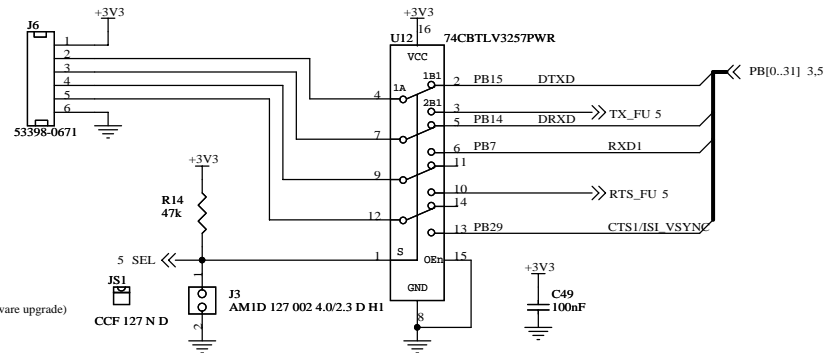 +3V3
+3V3
J6
16
U12
74CBTLV3257PWR
VCC
1
2
3
4
5
6
53398-0671
1A
1B1
2B1
4
7
9
12
1
S
OEn
GND
8
2 PB15 DTXD
3 TX_FU 5
5 PB14 DRXD
6 PB7 RXD1
11
10 RTS_FU 5
14
13 PB29 CTS1/ISI_VSYNC
15
PB[0..31] 3,5
+3V3
R14
47k
5 SEL
JS1
CCF 127 N D
1
2
J3
AM1D 127 002 4.0/2.3 D H1
+3V3
C49
100nF
ware upgrade)